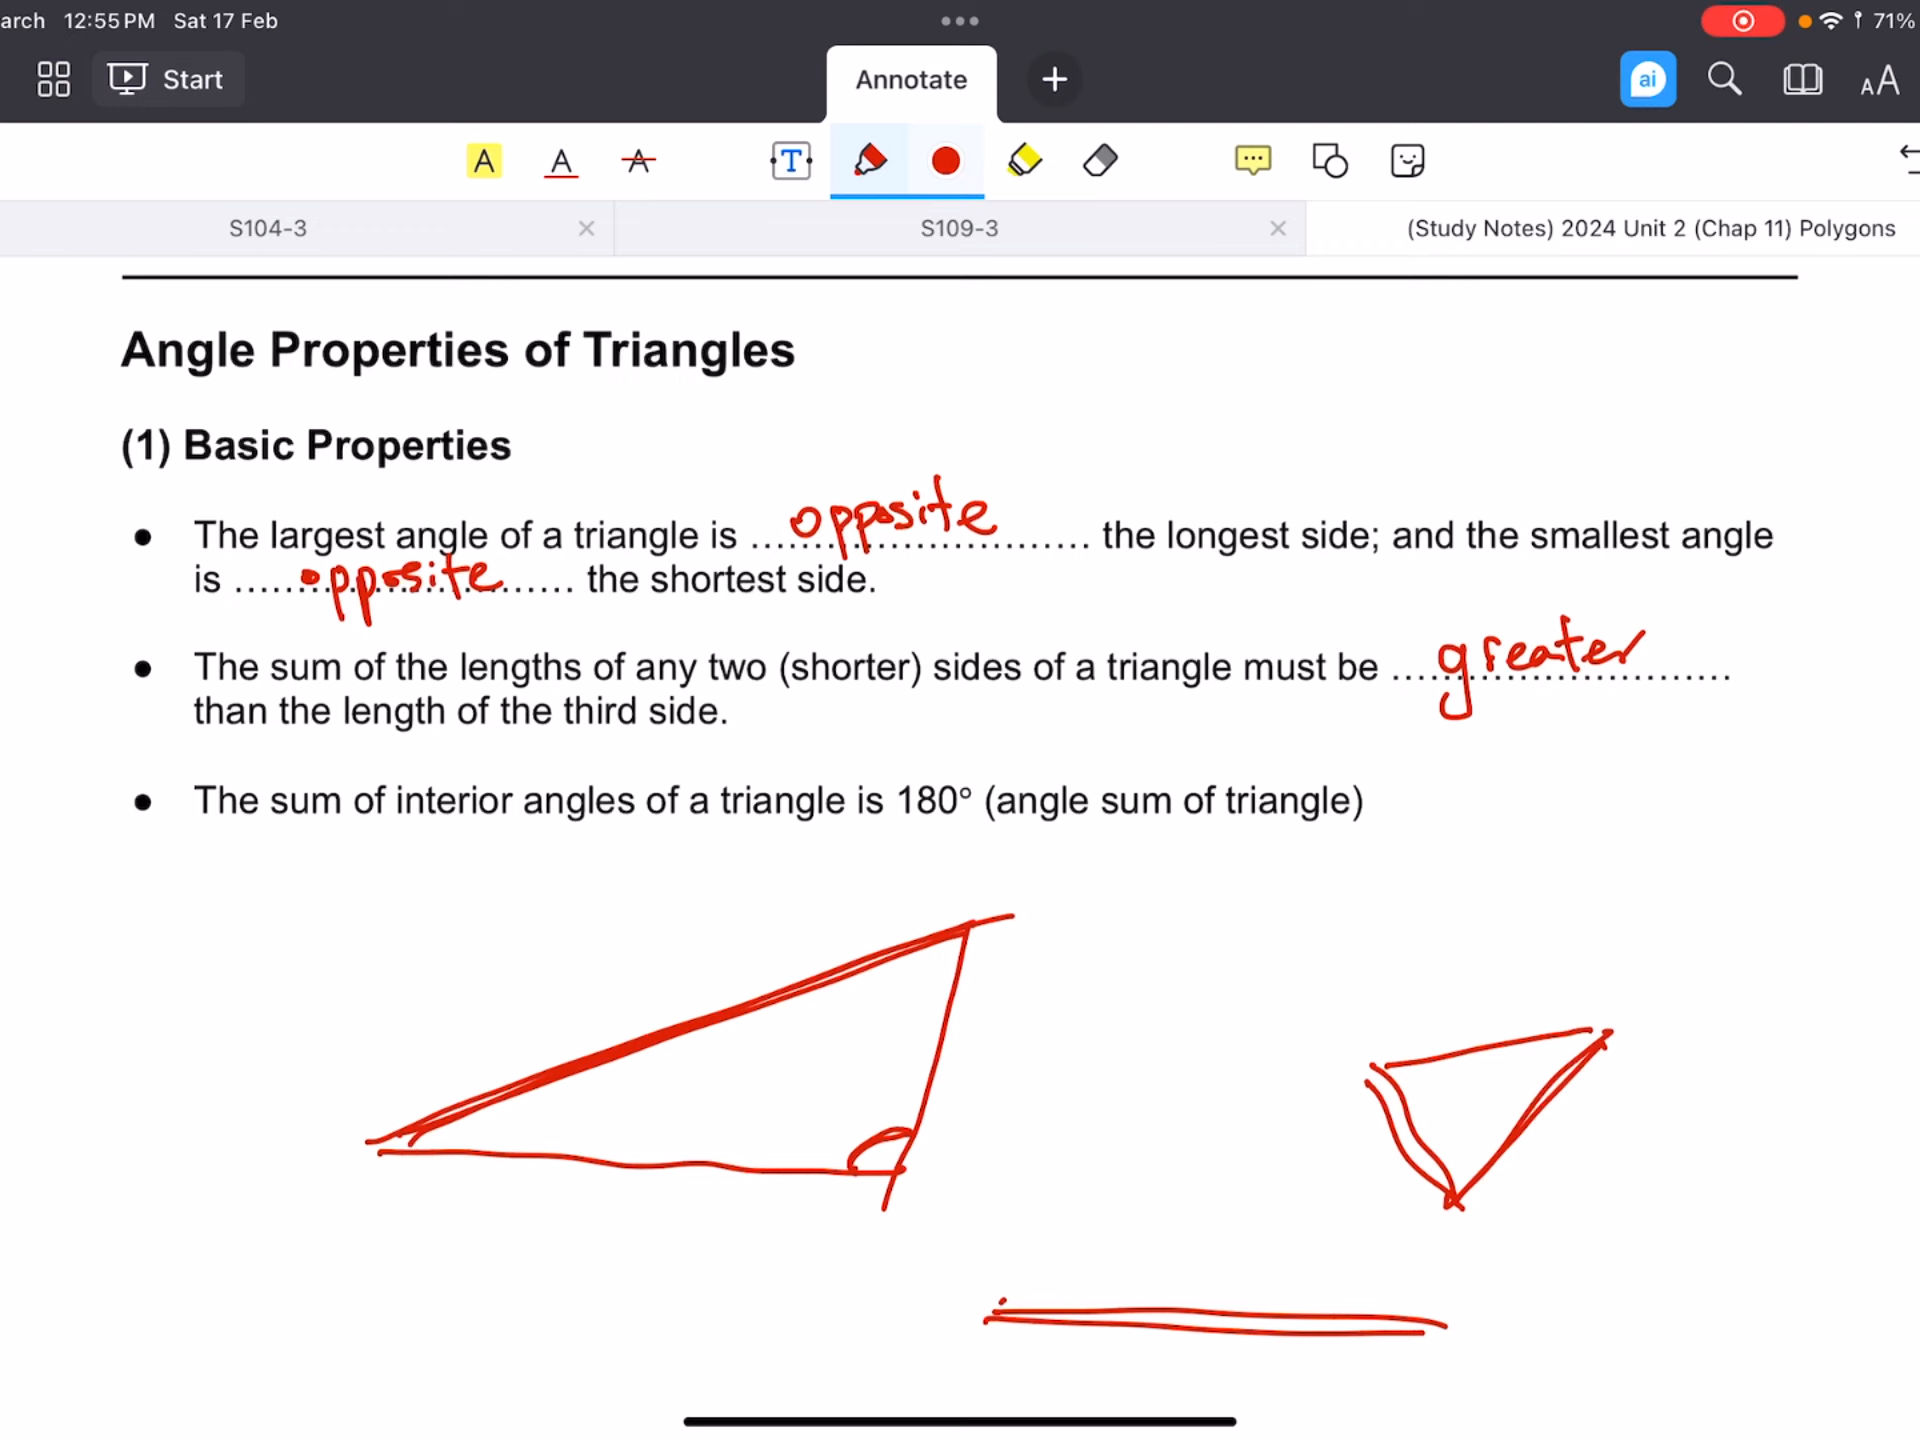 arch 12:55 PM Sat 17 Feb 71%
Start Annotate + ai AA
A A A T
S104-3 S109-3 (Study Notes) 2024 Unit 2 (Chap 11) Polygons
Angle Properties of Triangles
(1) Basic Properties
● The largest angle of a triangle is opposite the longest side; and the smallest angle
is opposite the shortest side.
● The sum of the lengths of any two (shorter) sides of a triangle must be greater
than the length of the third side.
● The sum of interior angles of a triangle is 180° (angle sum of triangle)